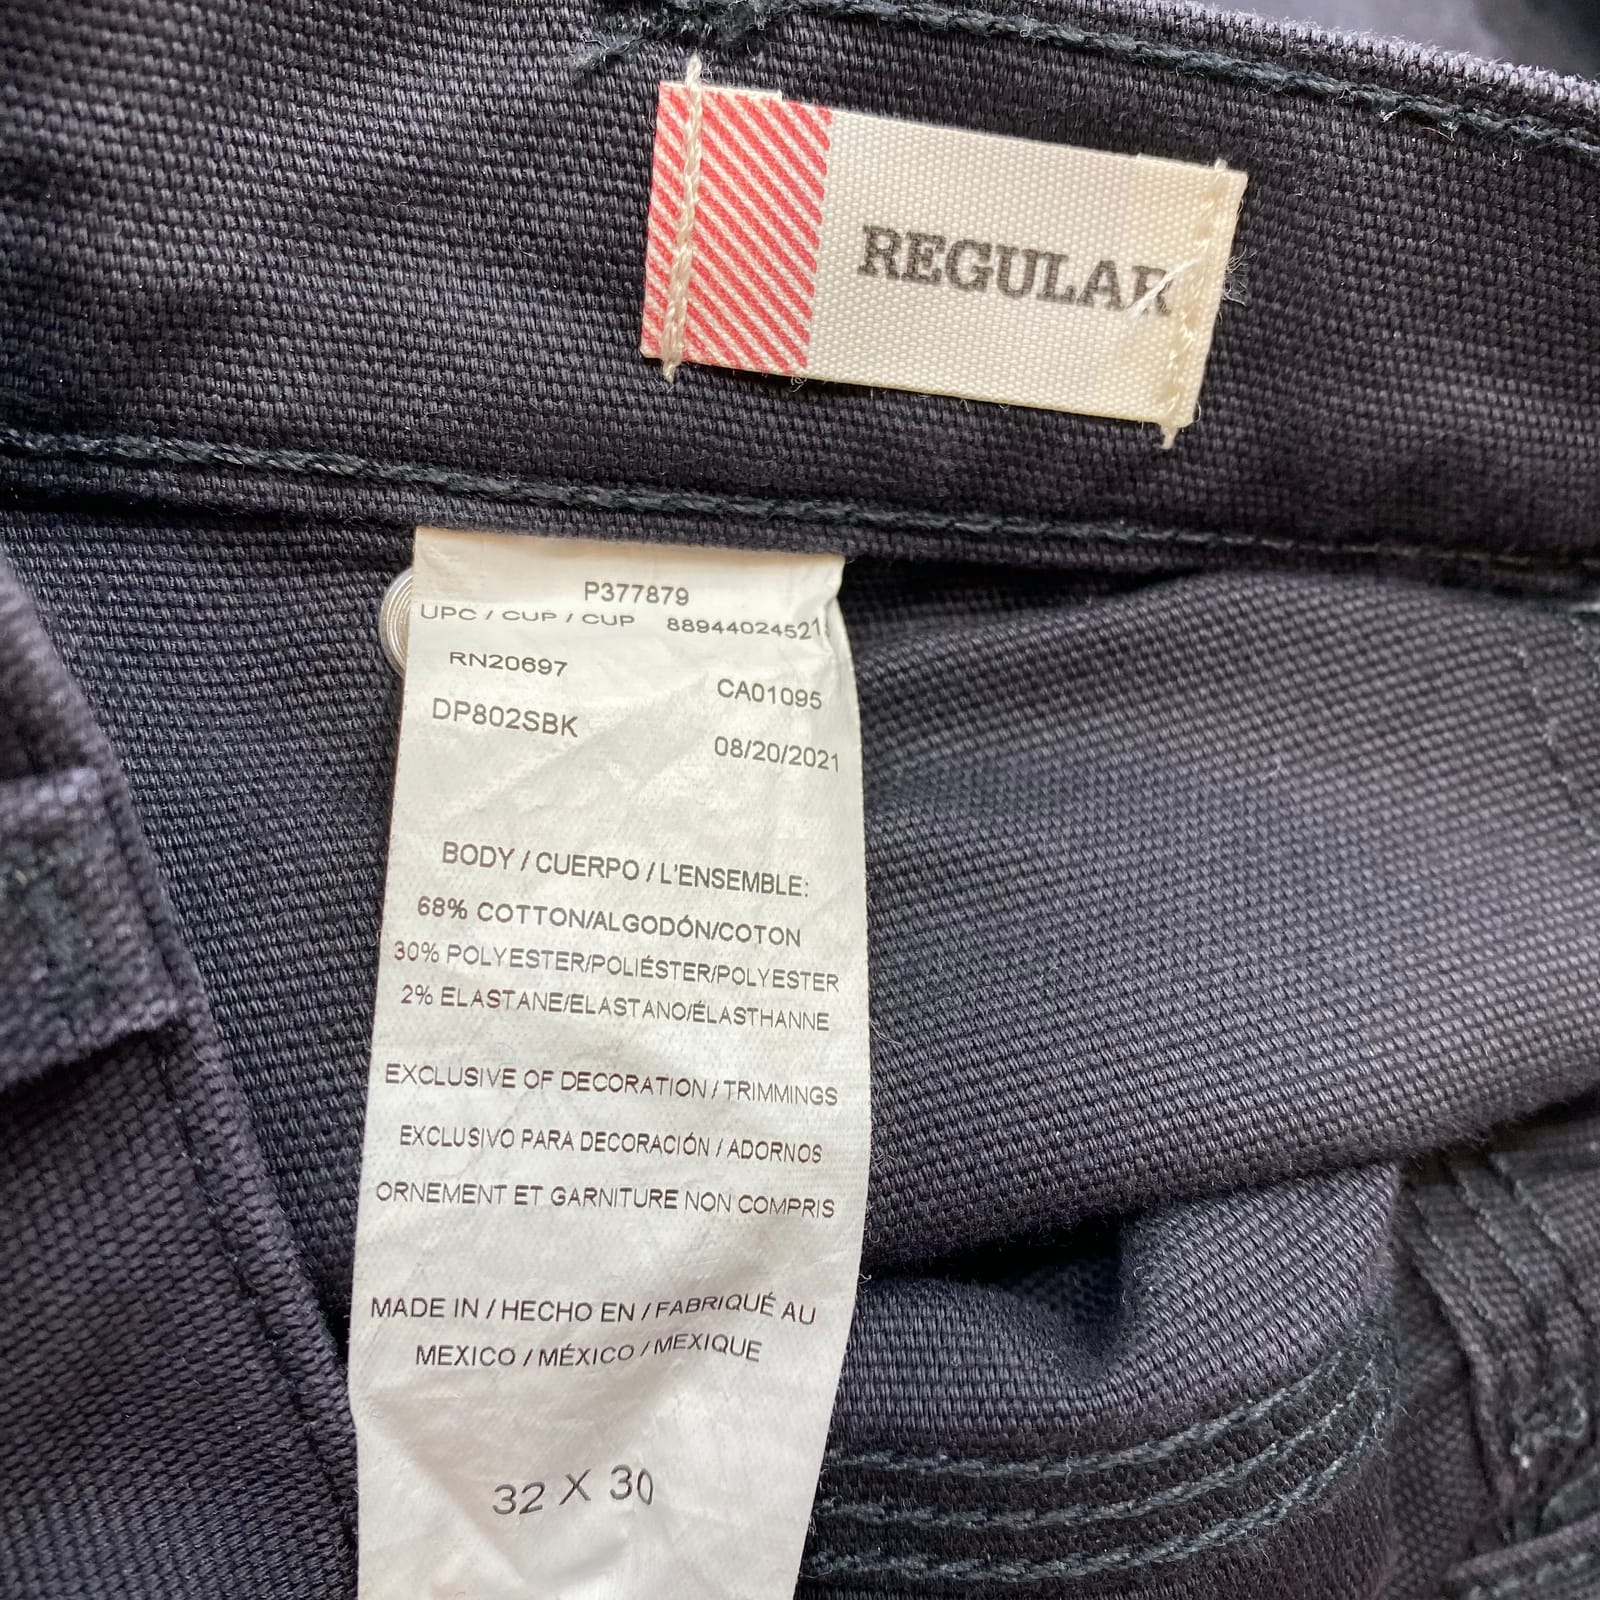 REGULAR
P377879
UPC / CUP / CUP
RN20697 CA01095
DP802SBK 08/20/2021
BODY / CUERPO / L'ENSEMBLE:
68% COTTON/ALGODÓN/COTON
30% POLYESTER/POLIÉSTER/POLYESTER
2% ELASTANE/ELASTANO/ÉLASTHANNE
EXCLUSIVE OF DECORATION / TRIMMINGS
EXCLUSIVO PARA DECORACIÓN / ADORNOS
ORNEMENT ET GARNITURE NON COMPRIS
MADE IN / HECHO EN / FABRIQUÉ AU
MEXICO / MÉXICO / MEXIQUE
32 X 30